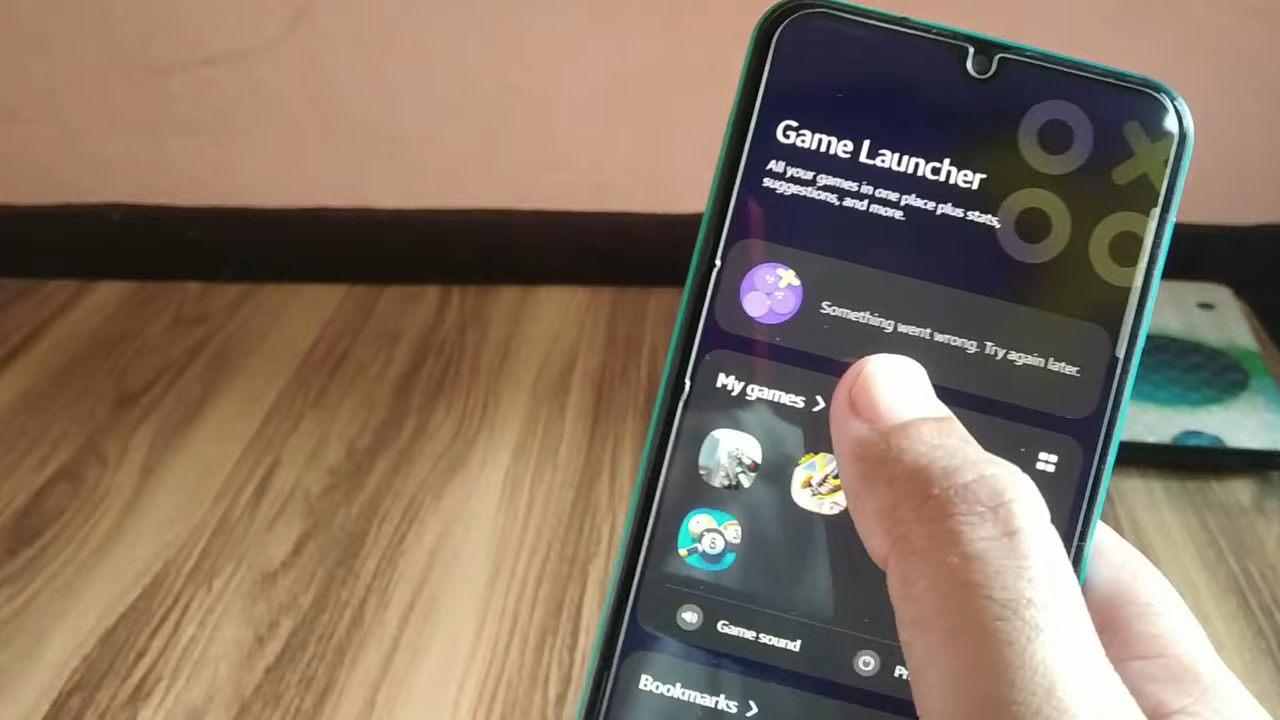 Game Launcher
All your games in one place plus stats,
suggestions, and more.
Something went wrong. Try again later.
My games
Game sound
Bookmarks